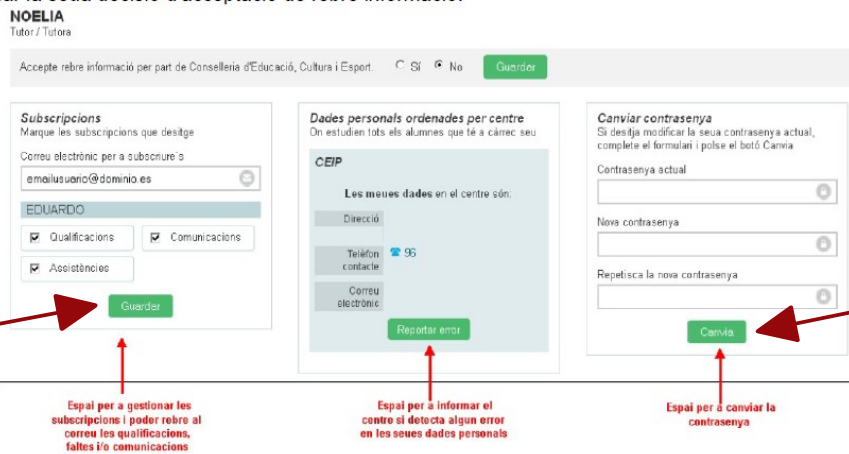 NOELIA
Tutor / Tutora
Accepte rebre informació per part de Conselleria d'Educació, Cultura i Esport. Sí No Guardar
Subscripcions
Marque les subscripcions que desitge
Correu electrònic per a subscriure's
emailusuario@dominio.es
EDUARDO
Qualificacions Comunicacions
Assistències
Guardar
Dades personals ordenades per centre
On estudien tots els alumnes que té a càrrec seu
CEIP
Les meues dades en el centre són:
Direcció
Telèfon contacte 96
Correu electrònic
Reportar error
Canviar contrasenya
Si desitja modificar la seua contrasenya actual,
complete el formulari i polse el botó Canvia
Contrasenya actual
Nova contrasenya
Repetisca la nova contrasenya
Canvia
Espai per a gestionar les
subscripcions i poder rebre al
correu les qualificacions,
faltes i/o comunicacions
Espai per a informar el
centre si detecta algun error
en les seues dades personals
Espai per a canviar la
contrasenya